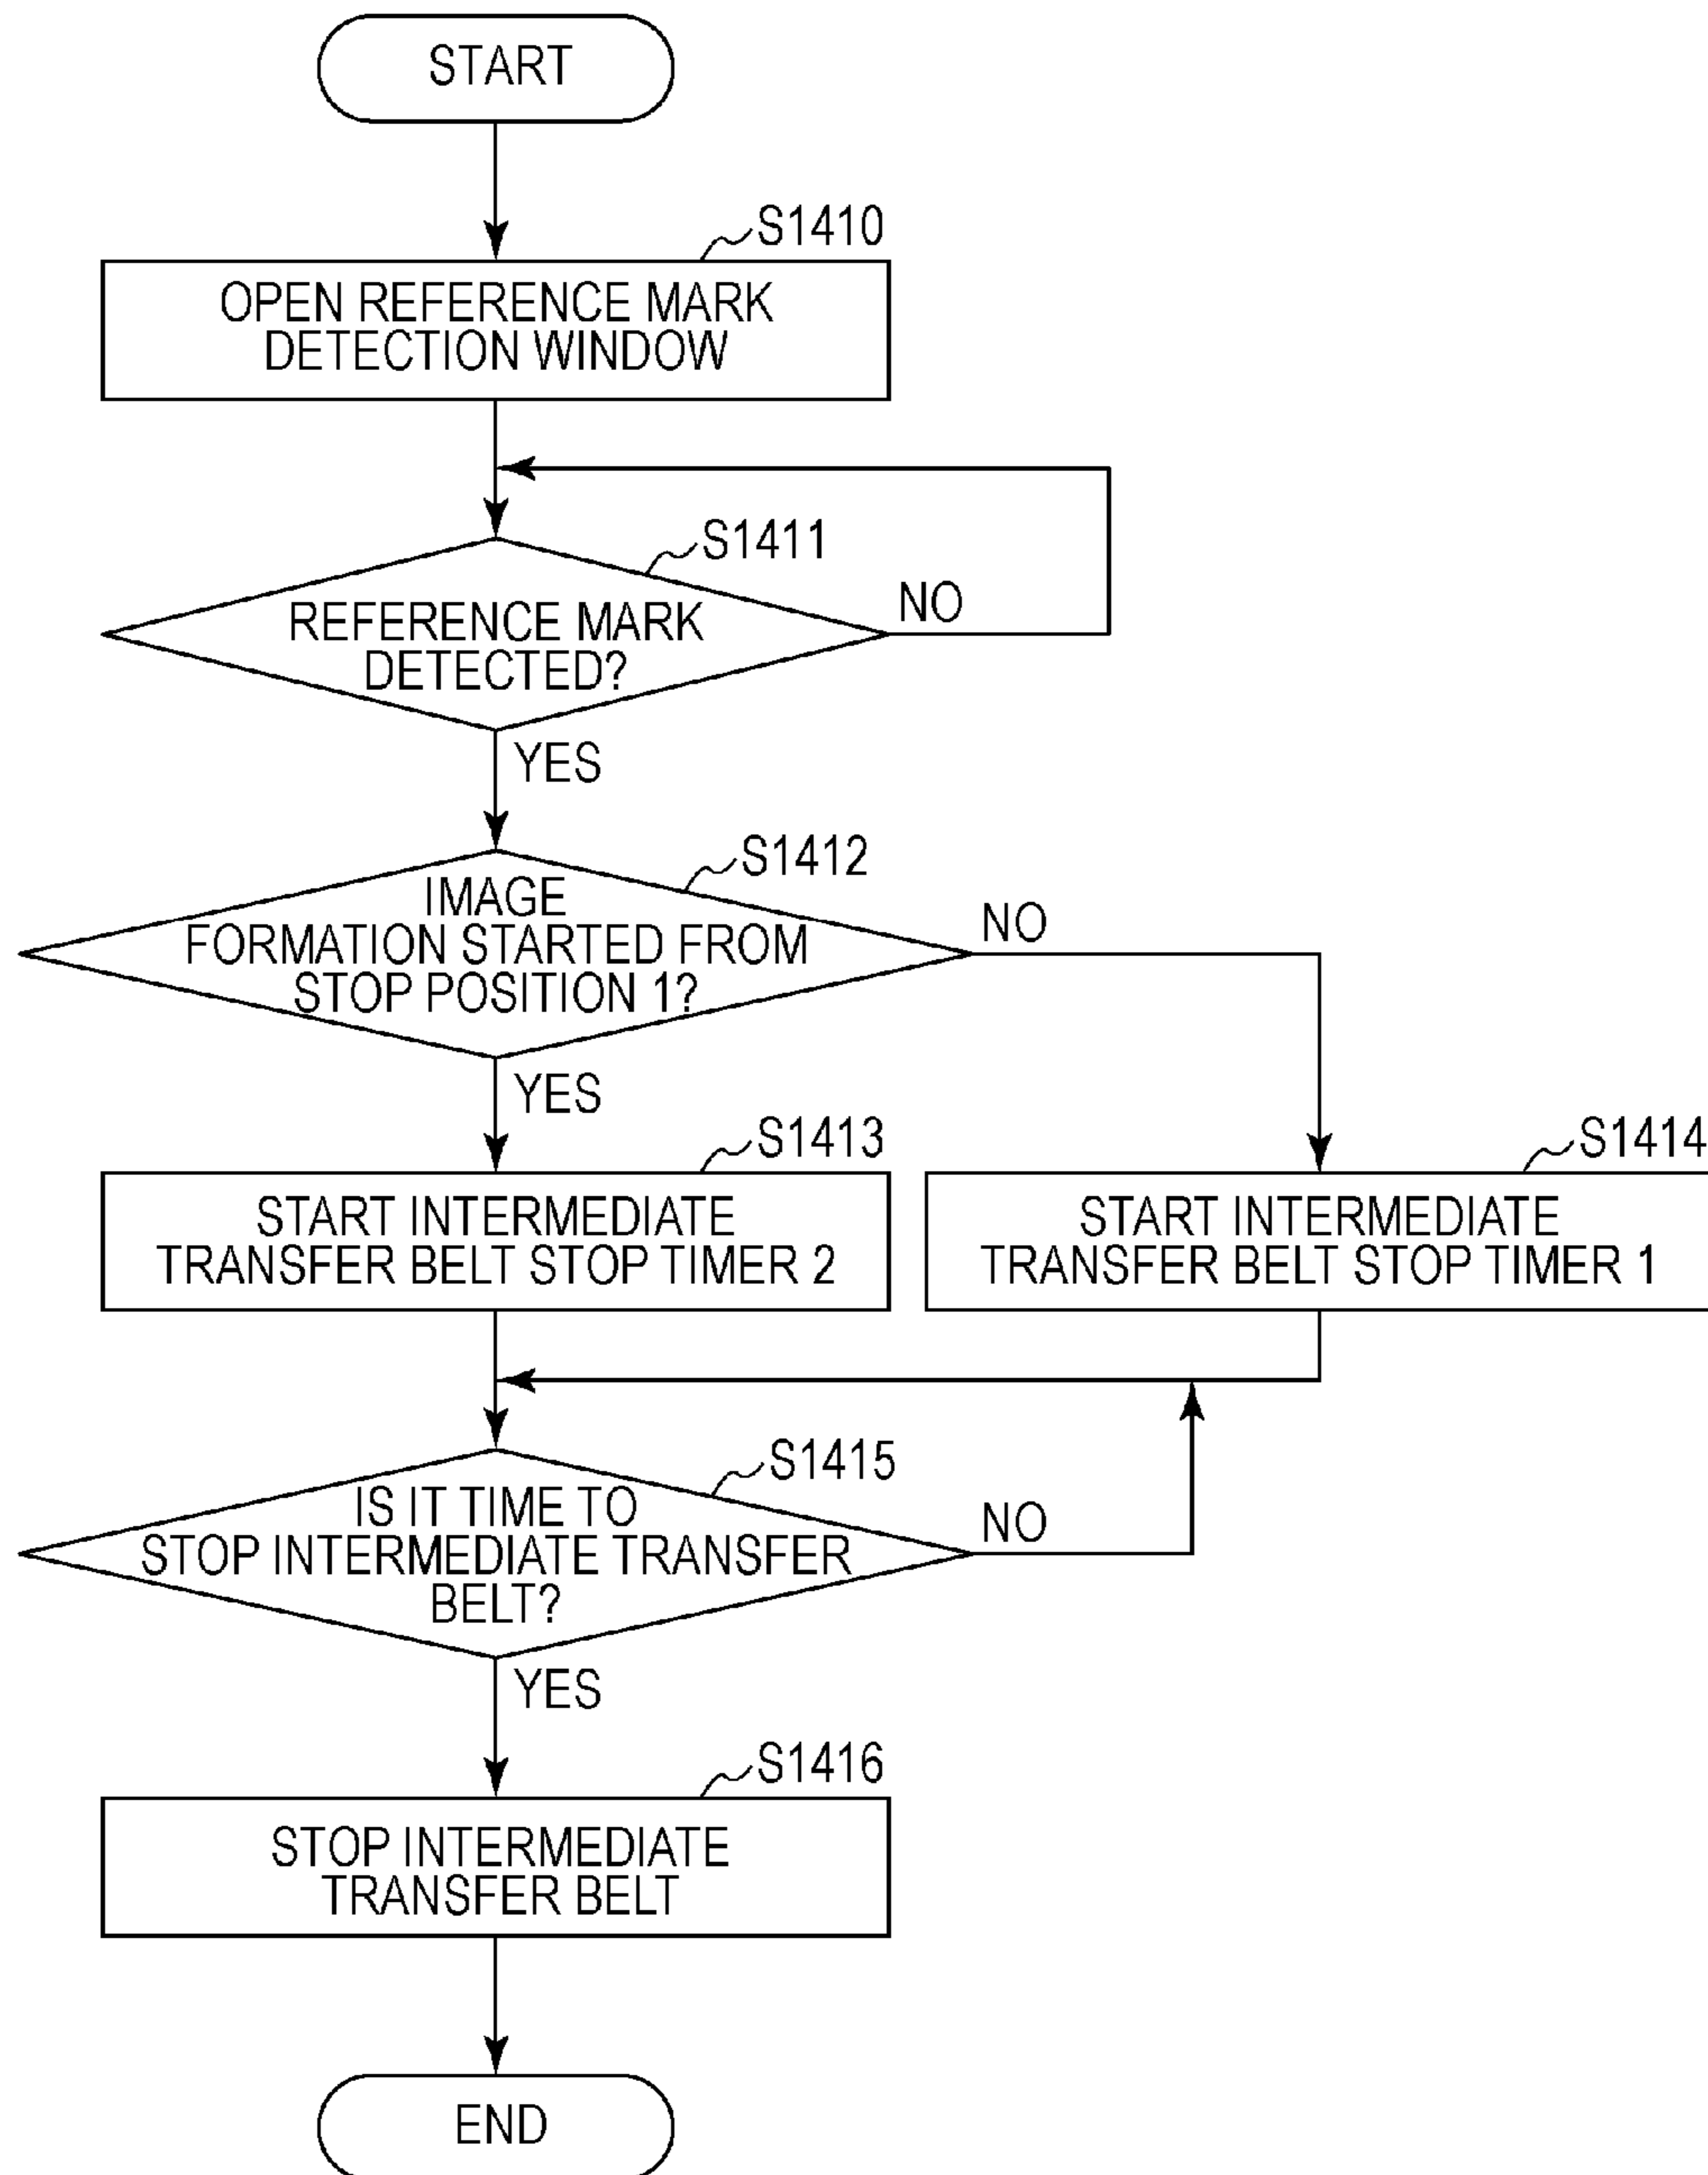 START
S1410
OPEN REFERENCE MARK
DETECTION WINDOW
S1411
REFERENCE MARK
DETECTED?
NO
YES
S1412
IMAGE
FORMATION STARTED FROM
STOP POSITION 1?
NO
YES
S1413
START INTERMEDIATE
TRANSFER BELT STOP TIMER 2
S1414
START INTERMEDIATE
TRANSFER BELT STOP TIMER 1
S1415
IS IT TIME TO
STOP INTERMEDIATE TRANSFER
BELT?
NO
YES
S1416
STOP INTERMEDIATE
TRANSFER BELT
END